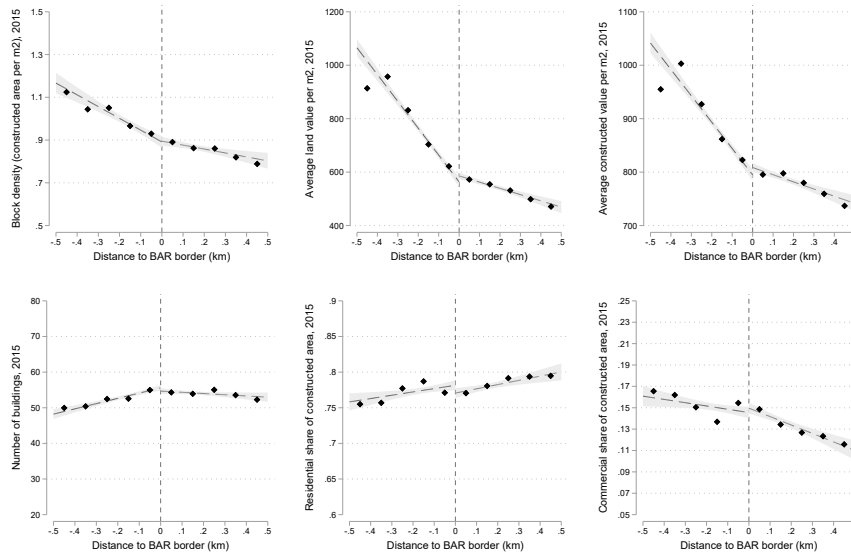 Block density (constructed area per m2), 2015
1.5
1.3
1.1
.9
.7
.5
-.5 -.4 -.3 -.2 -.1 0 .1 .2 .3 .4 .5
Distance to BAR border (km)
Average land value per m2, 2015
1200
1000
800
600
400
-.5 -.4 -.3 -.2 -.1 0 .1 .2 .3 .4 .5
Distance to BAR border (km)
Average constructed value per m2, 2015
1100
1000
900
800
700
-.5 -.4 -.3 -.2 -.1 0 .1 .2 .3 .4 .5
Distance to BAR border (km)
Number of buildings, 2015
80
70
60
50
40
30
20
-.5 -.4 -.3 -.2 -.1 0 .1 .2 .3 .4 .5
Distance to BAR border (km)
Residential share of constructed area, 2015
.9
.8
.7
.6
-.5 -.4 -.3 -.2 -.1 0 .1 .2 .3 .4 .5
Distance to BAR border (km)
Commercial share of constructed area, 2015
.25
.23
.21
.19
.17
.15
.13
.11
.09
.07
.05
-.5 -.4 -.3 -.2 -.1 0 .1 .2 .3 .4 .5
Distance to BAR border (km)